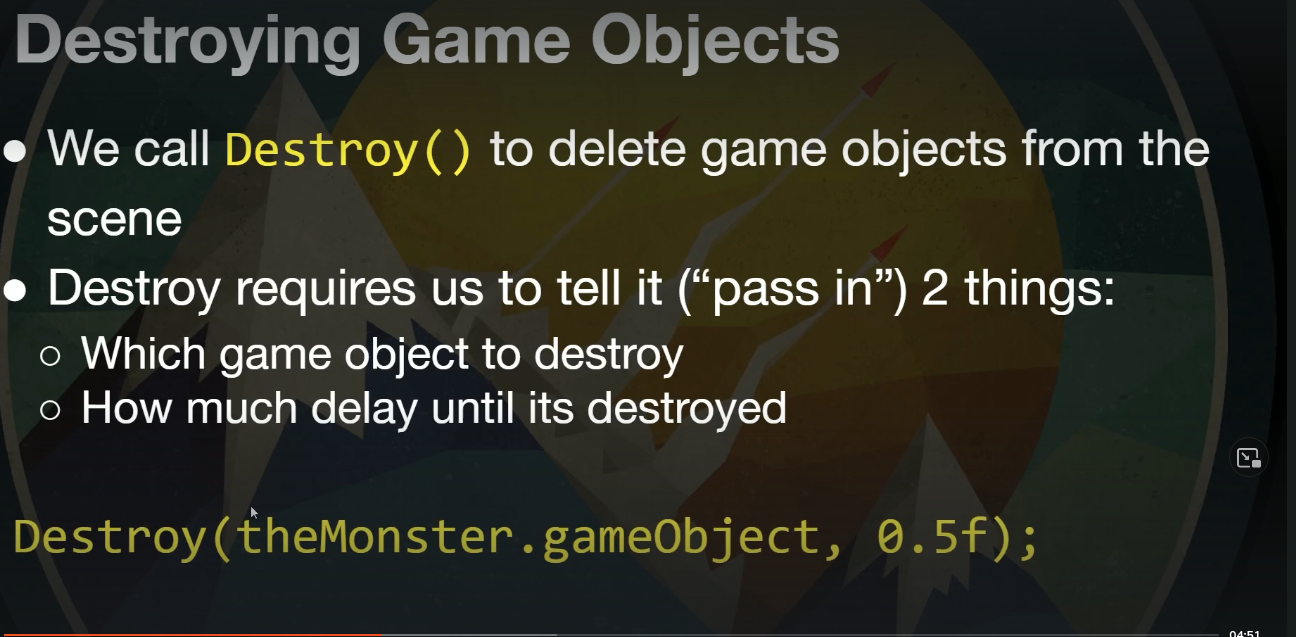 Destroying Game Objects
● We call Destroy() to delete game objects from the
scene
● Destroy requires us to tell it (“pass in”) 2 things:
○ Which game object to destroy
○ How much delay until its destroyed
Destroy(theMonster.gameObject, 0.5f);
04:51